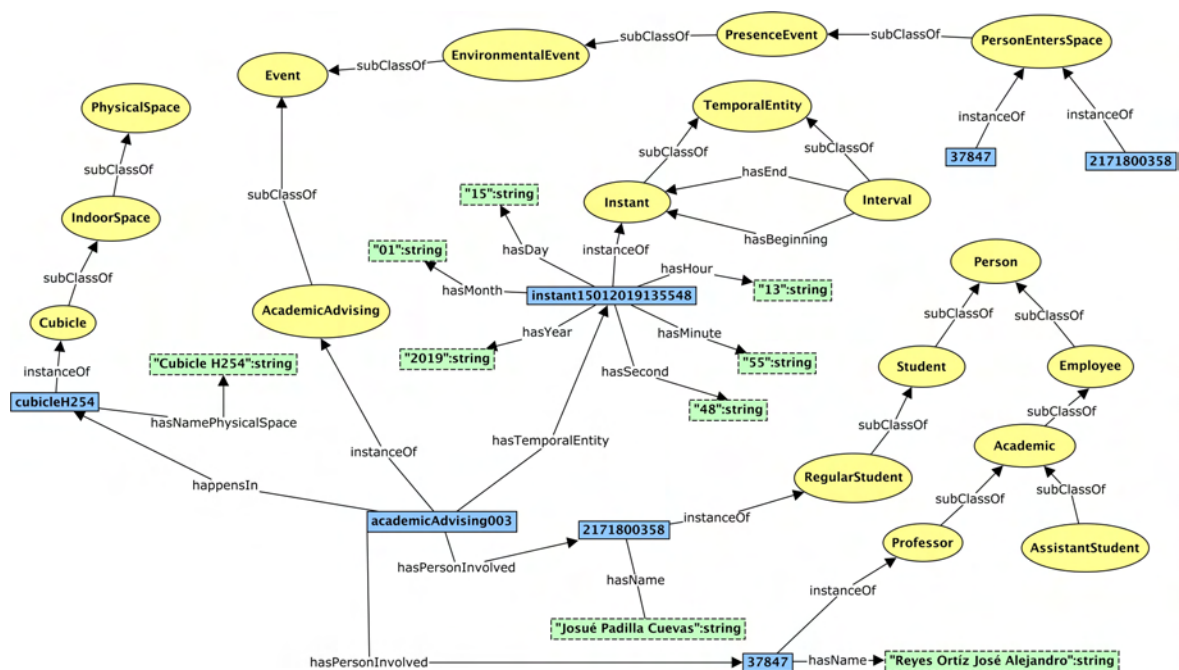 PresenceEvent
subClassOf
subClassOf
PersonEntersSpace
EnvironmentalEvent
subClassOf
Event
PhysicalSpace
TemporalEntity
instanceOf
instanceOf
subClassOf
subClassOf
subClassOf
37847
2171800358
hasEnd
subClassOf
"15":string
Instant
Interval
IndoorSpace
hasBeginning
"01":string
hasDay
instanceOf
Person
subClassOf
hasMonth
hasHour
instant15012019135548
"13":string
AcademicAdvising
subClassOf
subClassOf
Cubicle
hasYear
hasMinute
"Cubicle H254":string
"2019":string
"55":string
instanceOf
hasSecond
Student
Employee
cubicleH254
"48":string
subClassOf
hasNamePhysicalSpace
subClassOf
hasTemporalEntity
Academic
instanceOf
RegularStudent
happensIn
subClassOf
subClassOf
academicAdvising003
instanceOf
2171800358
Professor
AssistantStudent
hasPersonInvolved
hasName
instanceOf
"Josué Padilla Cuevas":string
hasPersonInvolved
37847
hasName
"Reyes Ortíz José Alejandro":string